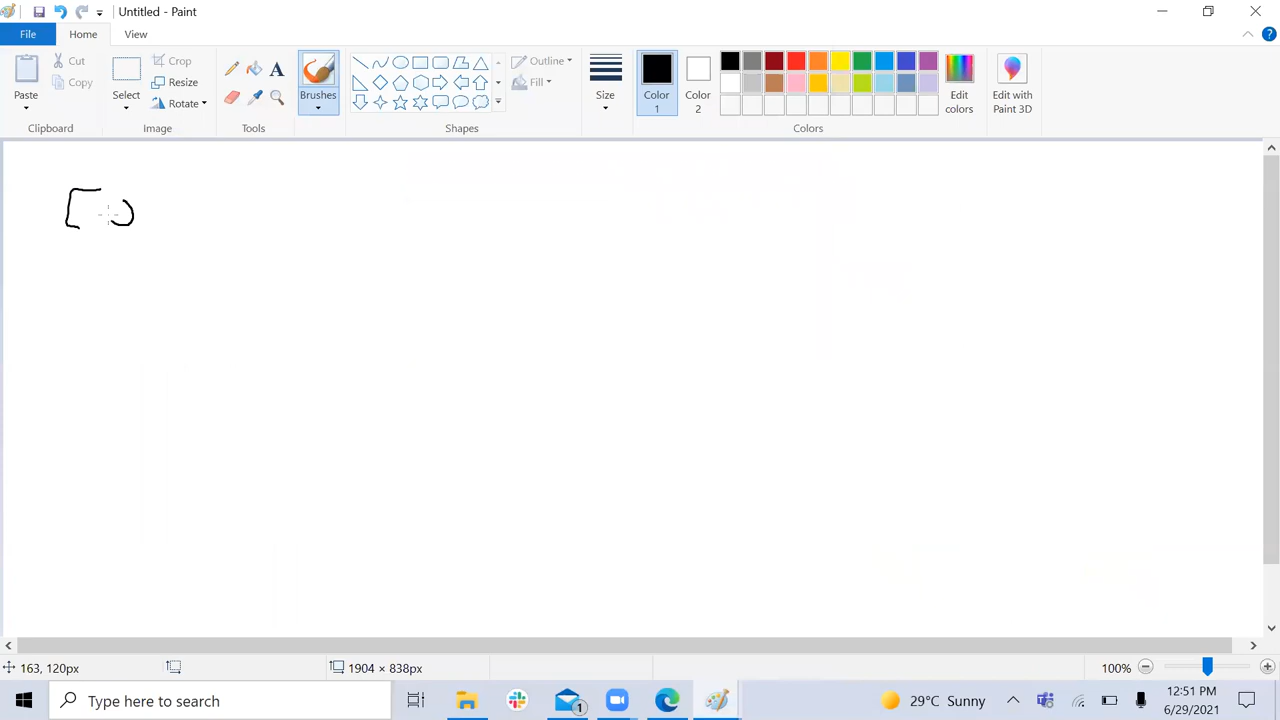 Untitled - Paint
File Home View
Paste Cut Copy Select Crop Resize Rotate Brushes Outline Fill Size Color 1 Color 2 Edit colors Edit with Paint 3D
Clipboard Image Tools Shapes Colors
163, 120px 1904 × 838px 100%
Type here to search 1 29°C Sunny 12:51 PM
6/29/2021